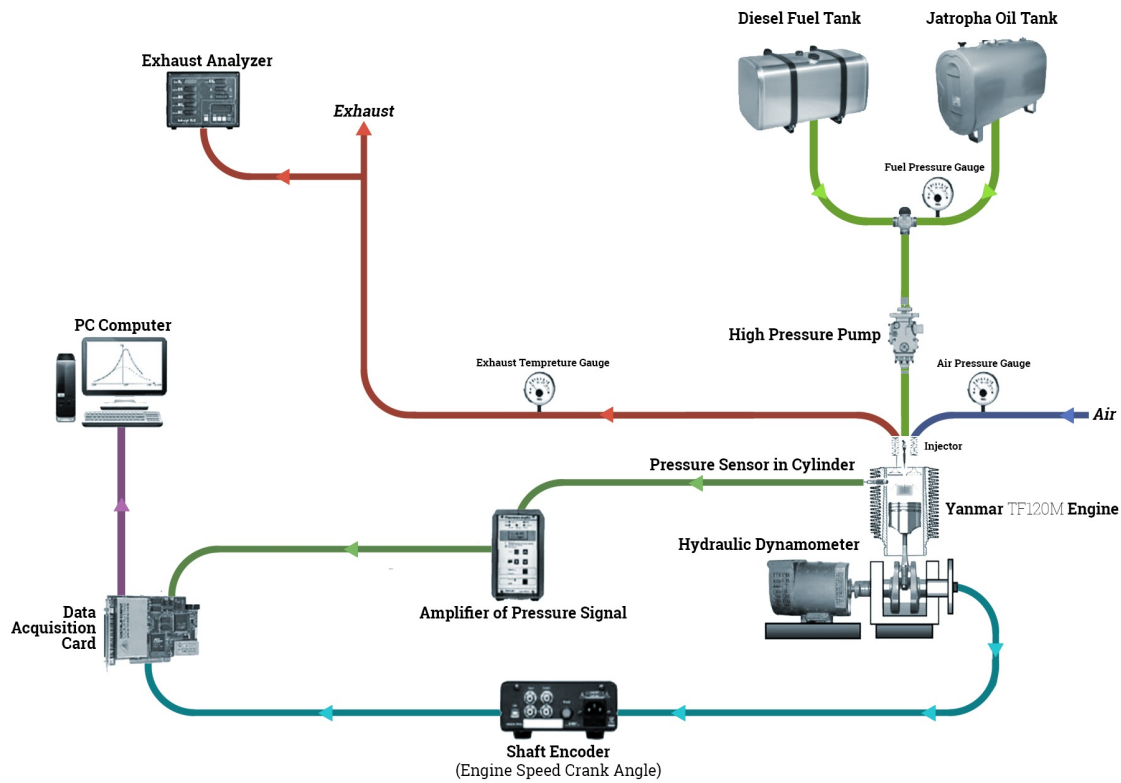 Diesel Fuel Tank
Jatropha Oil Tank
Exhaust Analyzer
Exhaust
Fuel Pressure Gauge
PC Computer
High Pressure Pump
Exhaust Tempreture Gauge
Air Pressure Gauge
Air
Injector
Pressure Sensor in Cylinder
Yanmar TF120M Engine
Hydraulic Dynamometer
Amplifier of Pressure Signal
Data
Acquisition
Card
Shaft Encoder
(Engine Speed Crank Angle)